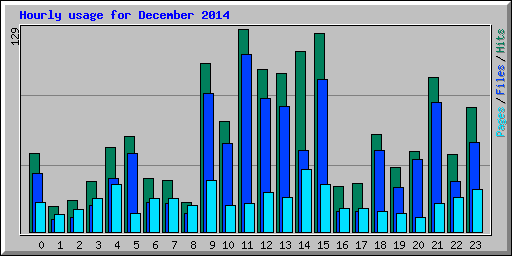 Hourly usage for December 2014
129
Pages/Files/Hits
0 1 2 3 4 5 6 7 8 9 10 11 12 13 14 15 16 17 18 19 20 21 22 23